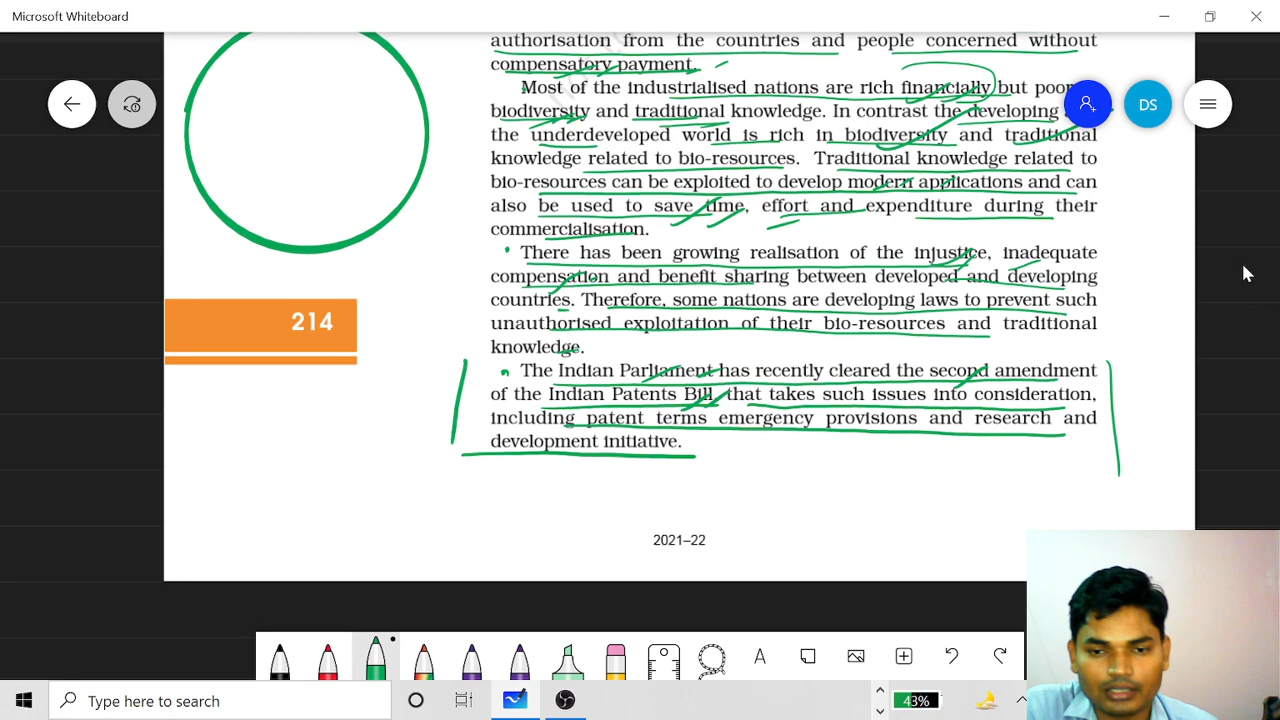 Microsoft Whiteboard
authorisation from the countries and people concerned without
compensatory payment.
Most of the industrialised nations are rich financially but poor
biodiversity and traditional knowledge. In contrast the developing
DS
the underdeveloped world is rich in biodiversity and traditional
knowledge related to bio-resources. Traditional knowledge related to
bio-resources can be exploited to develop modern applications and can
also be used to save time, effort and expenditure during their
commercialisation.
There has been growing realisation of the injustice, inadequate
compensation and benefit sharing between developed and developing
countries. Therefore, some nations are developing laws to prevent such
214
unauthorised exploitation of their bio-resources and traditional
knowledge.
The Indian Parliament has recently cleared the second amendment
of the Indian Patents Bill, that takes such issues into consideration,
including patent terms emergency provisions and research and
development initiative.
2021–22
A
Type here to search
43%